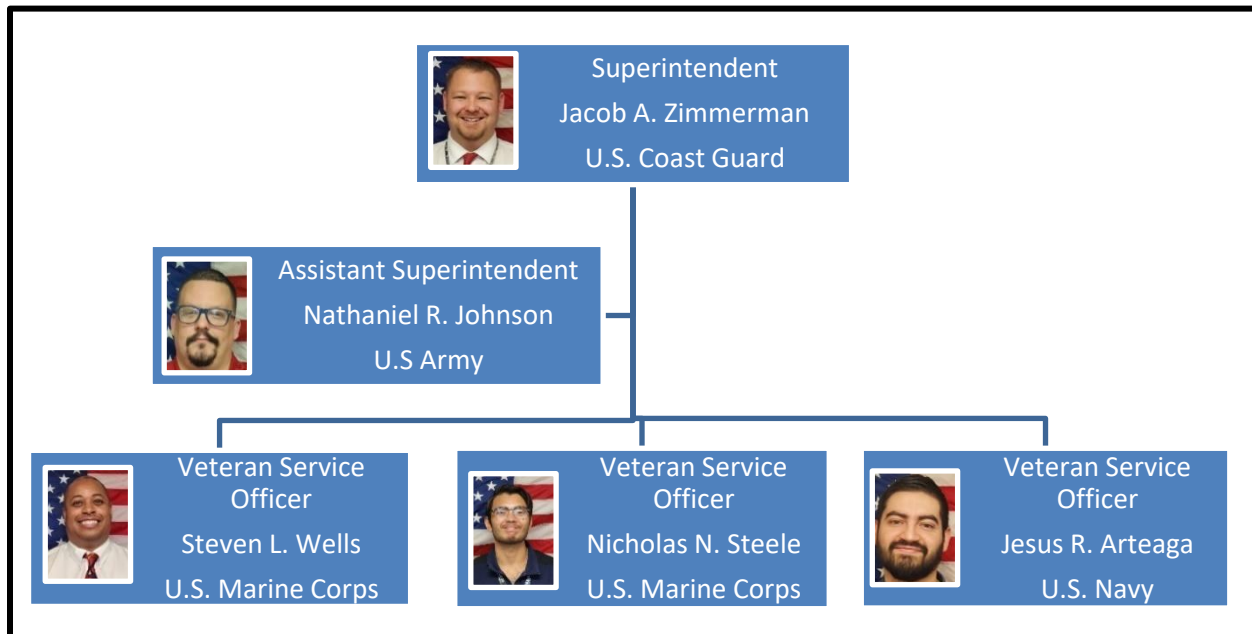 Superintendent
Jacob A. Zimmerman
U.S. Coast Guard
Assistant Superintendent
Nathaniel R. Johnson
U.S Army
Veteran Service
Officer
Steven L. Wells
U.S. Marine Corps
Veteran Service
Officer
Nicholas N. Steele
U.S. Marine Corps
Veteran Service
Officer
Jesus R. Arteaga
U.S. Navy